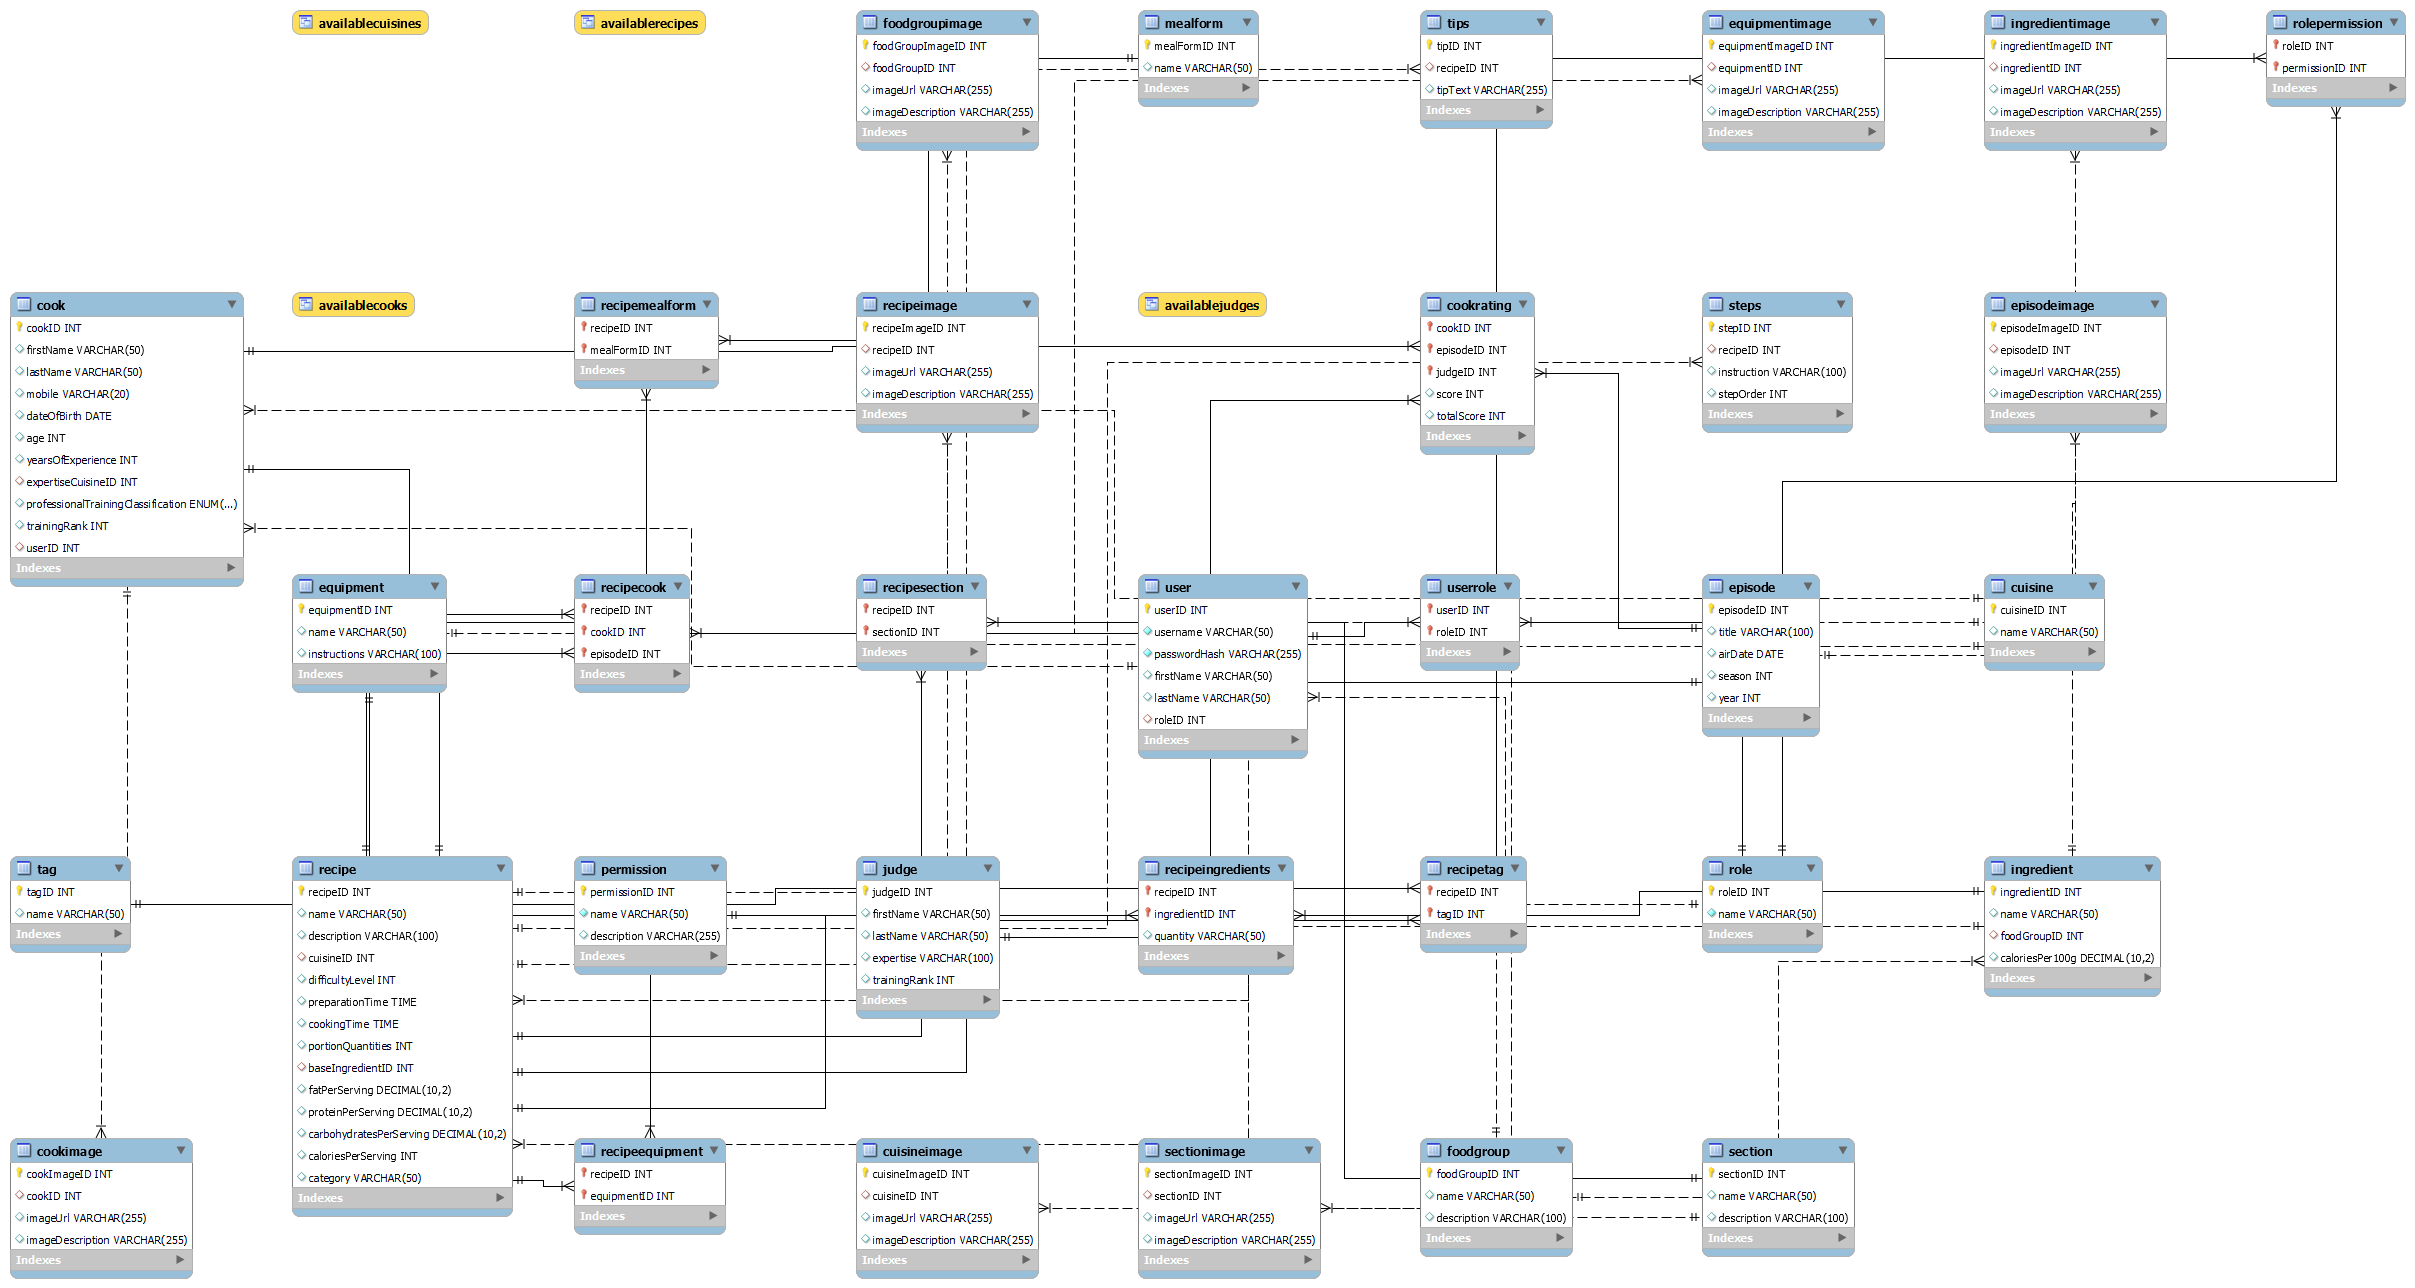 availablecuisines
availablerecipes
foodgroupimage
foodGroupImageID INT
foodGroupID INT
imageUrl VARCHAR(255)
imageDescription VARCHAR(255)
Indexes
mealform
mealFormID INT
name VARCHAR(50)
Indexes
tips
tipID INT
recipeID INT
tipText VARCHAR(255)
Indexes
equipmentimage
equipmentImageID INT
equipmentID INT
imageUrl VARCHAR(255)
imageDescription VARCHAR(255)
Indexes
ingredientimage
ingredientImageID INT
ingredientID INT
imageUrl VARCHAR(255)
imageDescription VARCHAR(255)
Indexes
rolepermission
roleID INT
permissionID INT
Indexes
cook
cookID INT
firstName VARCHAR(50)
lastName VARCHAR(50)
mobile VARCHAR(20)
dateOfBirth DATE
age INT
yearsOfExperience INT
expertiseCuisineID INT
professionalTrainingClassification ENUM(...)
trainingRank INT
userID INT
Indexes
availablecooks
recipemealform
recipeID INT
mealFormID INT
Indexes
recipeimage
recipeImageID INT
recipeID INT
imageUrl VARCHAR(255)
imageDescription VARCHAR(255)
Indexes
availablejudges
cookrating
cookID INT
episodeID INT
judgeID INT
score INT
totalScore INT
Indexes
steps
stepID INT
recipeID INT
instruction VARCHAR(100)
stepOrder INT
Indexes
episodeimage
episodeImageID INT
episodeID INT
imageUrl VARCHAR(255)
imageDescription VARCHAR(255)
Indexes
equipment
equipmentID INT
name VARCHAR(50)
instructions VARCHAR(100)
Indexes
recipecook
recipeID INT
cookID INT
episodeID INT
Indexes
recipesection
recipeID INT
sectionID INT
Indexes
user
userID INT
username VARCHAR(50)
passwordHash VARCHAR(255)
firstName VARCHAR(50)
lastName VARCHAR(50)
roleID INT
Indexes
userrole
userID INT
roleID INT
Indexes
episode
episodeID INT
title VARCHAR(100)
airDate DATE
season INT
year INT
Indexes
cuisine
cuisineID INT
name VARCHAR(50)
Indexes
tag
tagID INT
name VARCHAR(50)
Indexes
recipe
recipeID INT
name VARCHAR(50)
description VARCHAR(100)
cuisineID INT
difficultyLevel INT
preparationTime TIME
cookingTime TIME
portionQuantities INT
baseIngredientID INT
fatPerServing DECIMAL(10,2)
proteinPerServing DECIMAL(10,2)
carbohydratesPerServing DECIMAL(10,2)
caloriesPerServing INT
category VARCHAR(50)
Indexes
permission
permissionID INT
name VARCHAR(50)
description VARCHAR(255)
Indexes
judge
judgeID INT
firstName VARCHAR(50)
lastName VARCHAR(50)
expertise VARCHAR(100)
trainingRank INT
Indexes
recipeingredients
recipeID INT
ingredientID INT
quantity VARCHAR(50)
Indexes
recipetag
recipeID INT
tagID INT
Indexes
role
roleID INT
name VARCHAR(50)
Indexes
ingredient
ingredientID INT
name VARCHAR(50)
foodGroupID INT
caloriesPer100g DECIMAL(10,2)
Indexes
cookimage
cookImageID INT
cookID INT
imageUrl VARCHAR(255)
imageDescription VARCHAR(255)
Indexes
recipeequipment
recipeID INT
equipmentID INT
Indexes
cuisineimage
cuisineImageID INT
cuisineID INT
imageUrl VARCHAR(255)
imageDescription VARCHAR(255)
Indexes
sectionimage
sectionImageID INT
sectionID INT
imageUrl VARCHAR(255)
imageDescription VARCHAR(255)
Indexes
foodgroup
foodGroupID INT
name VARCHAR(50)
description VARCHAR(100)
Indexes
section
sectionID INT
name VARCHAR(50)
description VARCHAR(100)
Indexes